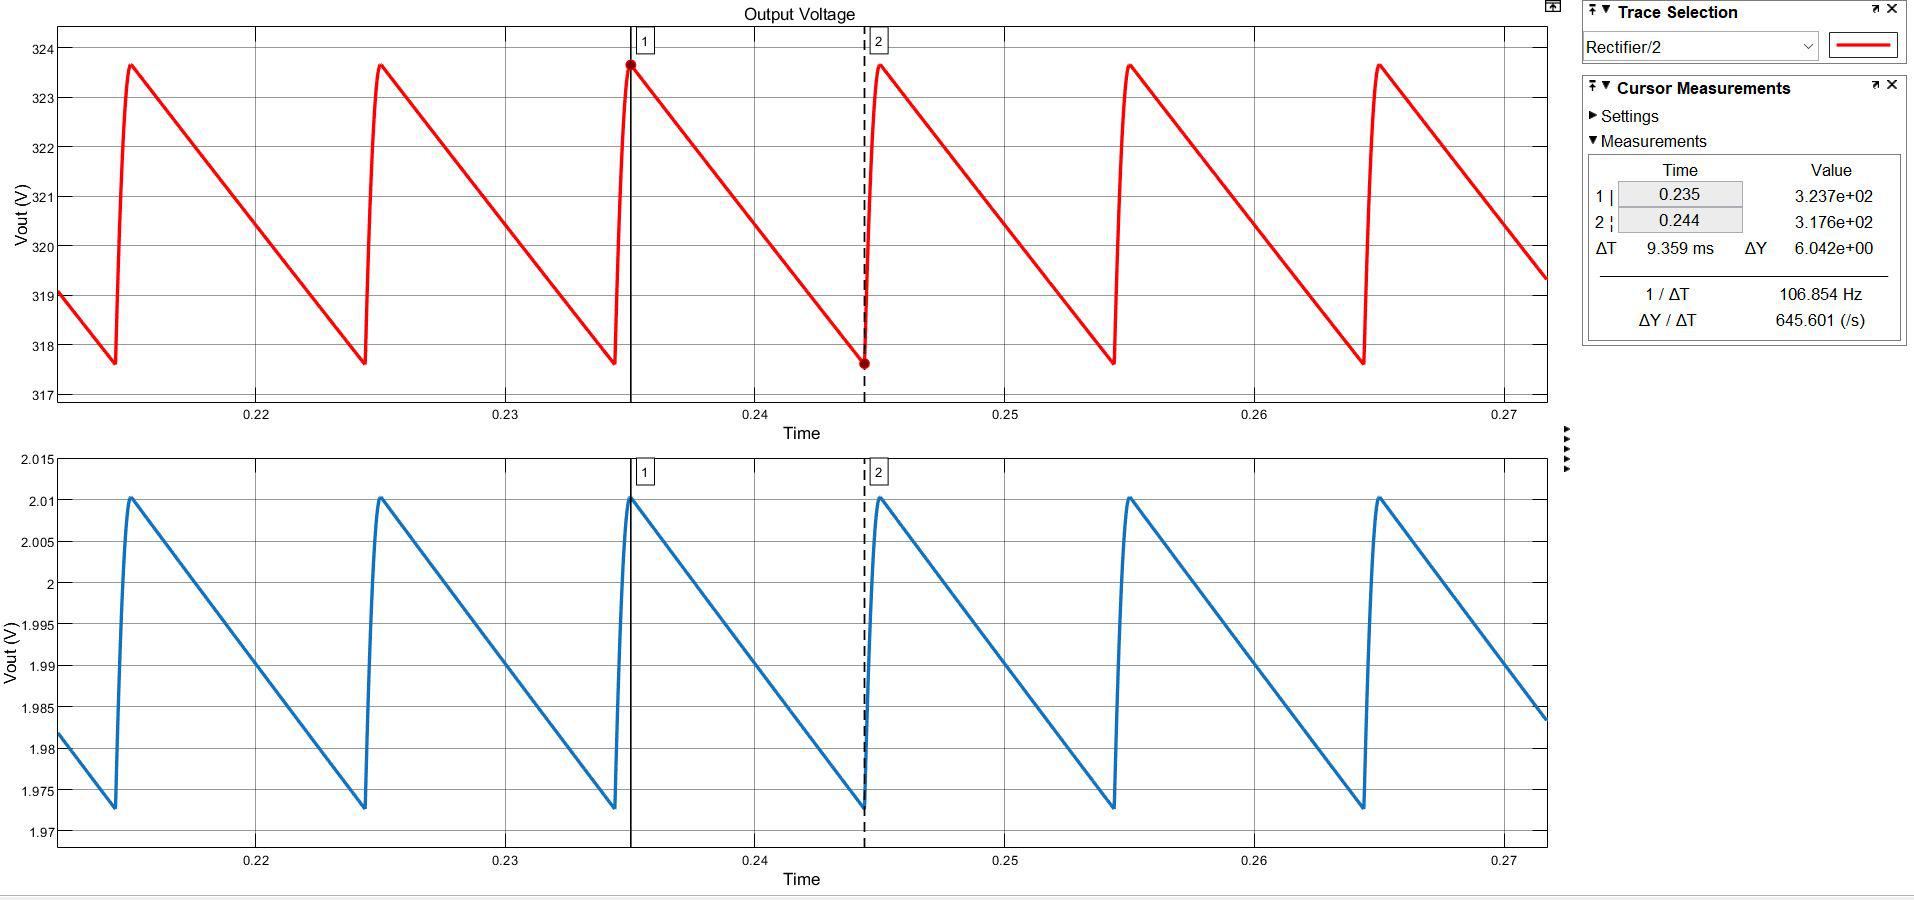 Output Voltage
324
323
322
321
320
319
318
317
Vout (V)
1
2
0.22
0.23
0.24
0.25
0.26
0.27
Time
2.015
2.01
2.005
2
1.995
1.99
1.985
1.98
1.975
1.97
Vout (V)
1
2
0.22
0.23
0.24
0.25
0.26
0.27
Time
Trace Selection
Rectifier/2
Cursor Measurements
Settings
Measurements
Time Value
1 | 0.235 3.237e+02
2 ¦ 0.244 3.176e+02
ΔT 9.359 ms ΔY 6.042e+00
1 / ΔT 106.854 Hz
ΔY / ΔT 645.601 (/s)